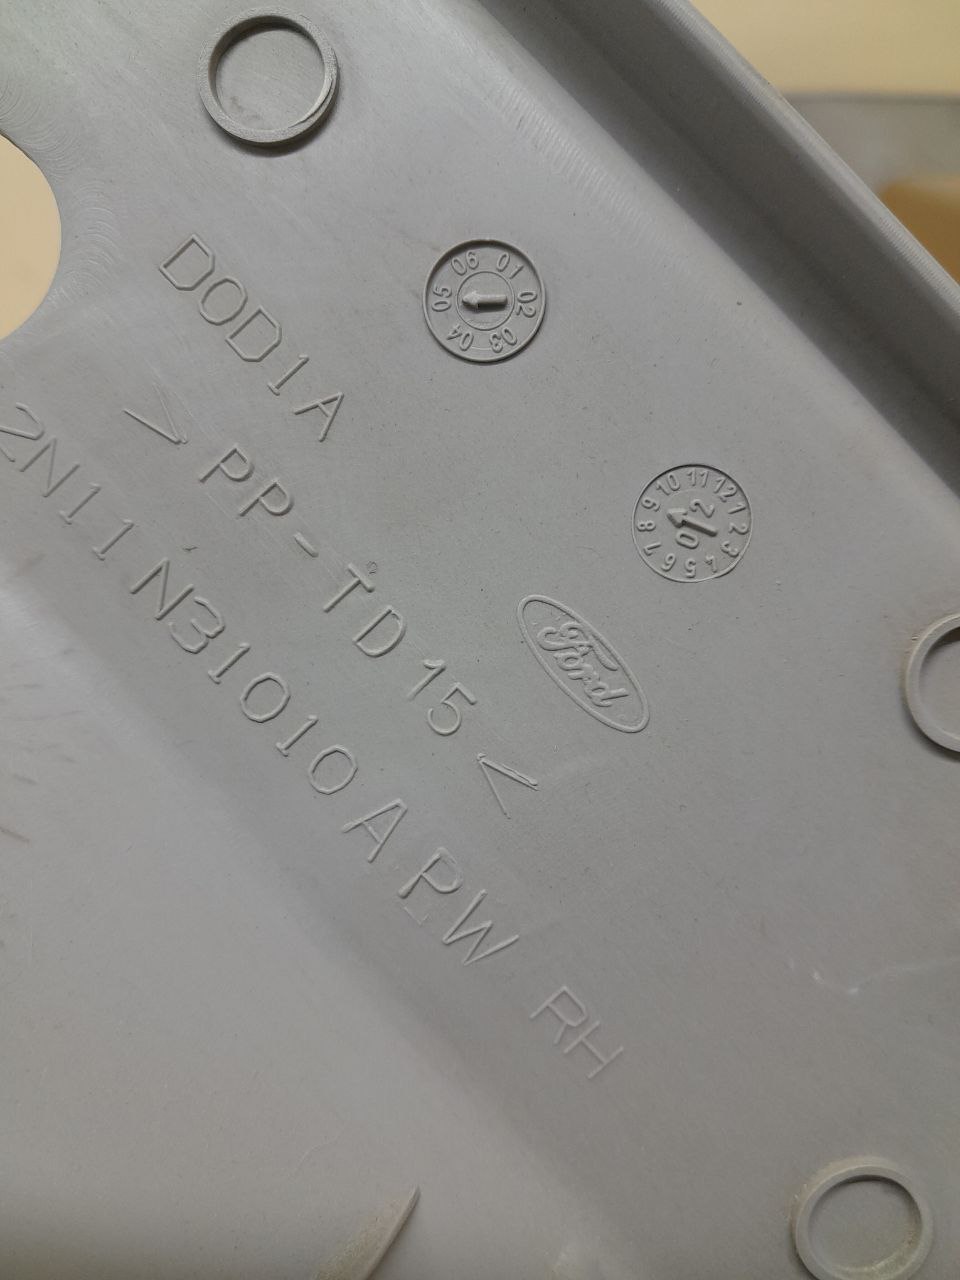 DOD1A
>PP-TD15<
2N11 N31010 A PW RH
01 02 03 04 05 06
1 2 3 4 5 6 7 8 9 10 11 12
02
Ford